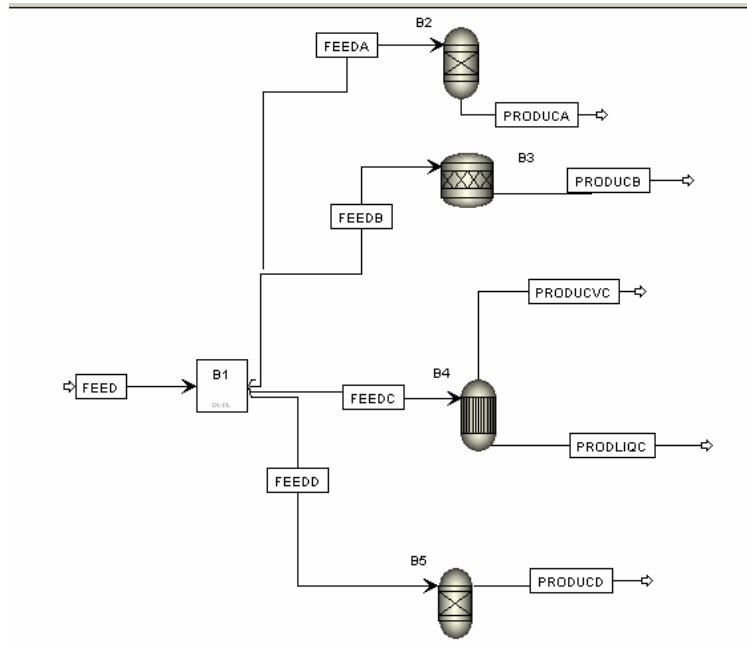 B2
FEEDA
PRODUCA
B3
PRODUCB
FEEDB
PRODUCVC
B1
DUPL
FEED
B4
FEEDC
PRODLIQC
FEEDD
B5
PRODUCD